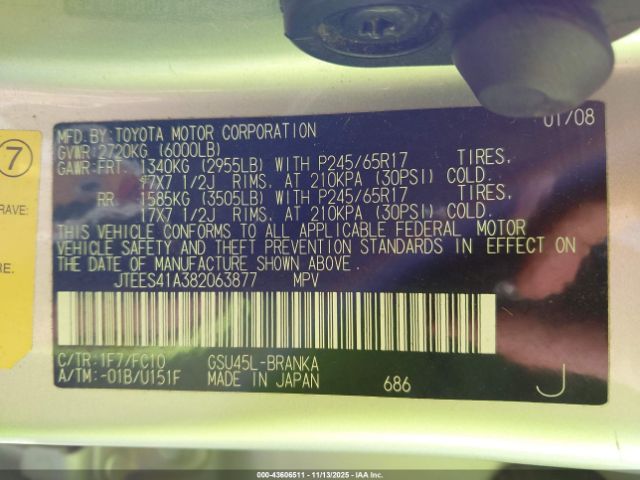 01/08
MFD. BY: TOYOTA MOTOR CORPORATION
GVWR: 2720KG (6000LB)
GAWR: FRT. 1340KG (2955LB) WITH P245/65R17 TIRES,
17X7 1/2J RIMS, AT 210KPA (30PSI) COLD.
RR. 1585KG (3505LB) WITH P245/65R17 TIRES,
17X7 1/2J RIMS, AT 210KPA (30PSI) COLD.
THIS VEHICLE CONFORMS TO ALL APPLICABLE FEDERAL MOTOR
VEHICLE SAFETY AND THEFT PREVENTION STANDARDS IN EFFECT ON
THE DATE OF MANUFACTURE SHOWN ABOVE.
JTEES41A382063877 MPV
C/TR: 1F7/FC10 GSU45L-BRANKA
A/TM: -01B/U151F MADE IN JAPAN 686 J
7
RAVE:
RE.
000-43606511 - 11/13/2025 - IAA Inc.